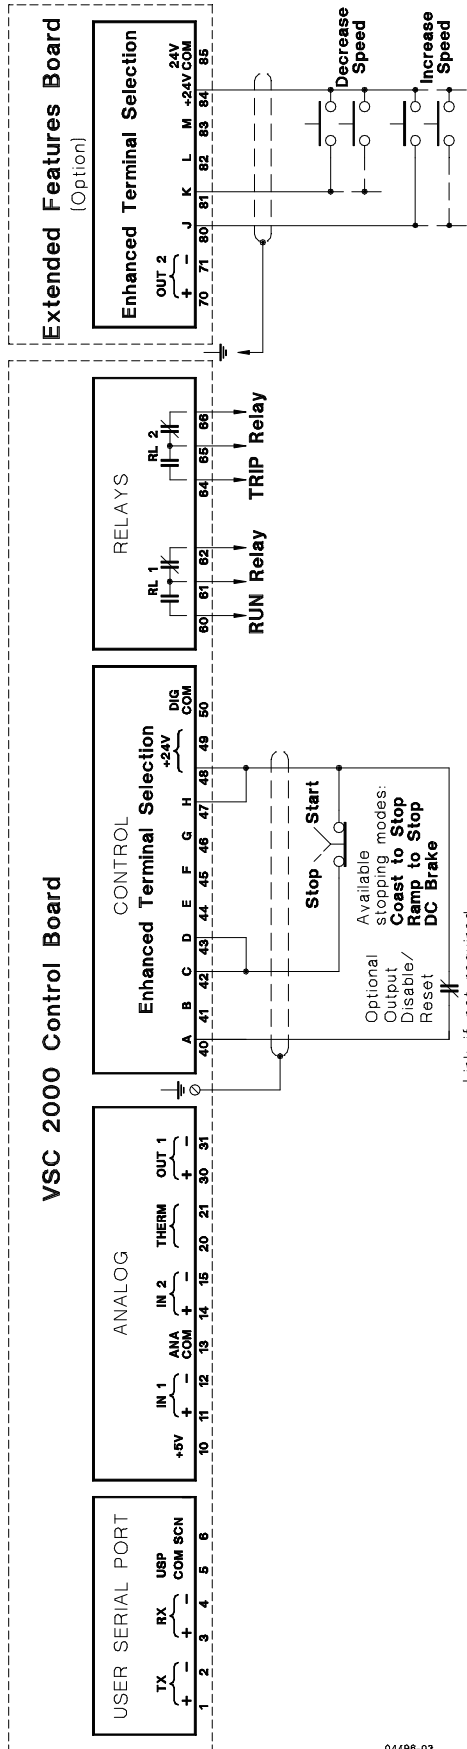 VSC 2000 Control Board
USER SERIAL PORT
TX
RX
USP
+ −
+ −
COM SCN
1 2 3 4 5 6
ANALOG
IN 1
ANA
IN 2
THERM
OUT 1
+5V
+ −
COM
+ −
+ −
10 11 12 13 14 15 20 21 30 31
CONTROL
Enhanced Terminal Selection
+24V
DIG
COM
A B C D E F G H
40 41 42 43 44 45 46 47 48 49 50
Stop
Start
Optional
Output
Disable/
Reset
Available
stopping modes:
Coast to Stop
Ramp to Stop
DC Brake
RELAYS
RL 1
RL 2
60 61 62 64 65 66
RUN Relay
TRIP Relay
Extended Features Board
(Option)
Enhanced Terminal Selection
OUT 2
+ −
J K L M +24V
24V
COM
70 71 80 81 82 83 84 85
Decrease
Speed
Increase
Speed
04496-03